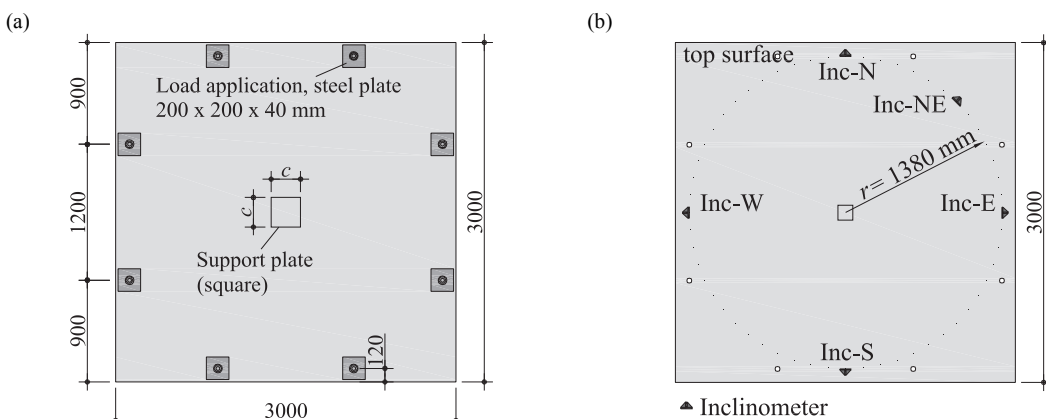 (a)
Load application, steel plate
200 x 200 x 40 mm
900
1200
900
c
c
Support plate
(square)
120
3000
3000
(b)
top surface
Inc-N
Inc-NE
r= 1380 mm
Inc-W
Inc-E
Inc-S
3000
Inclinometer